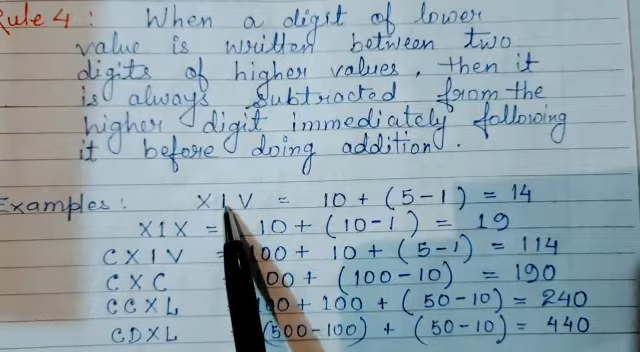 Rule 4 : When a digit of lower
value is written between two
digits of higher values, then it
is always subtracted from the
higher digit immediately following
it before doing addition.
Examples: XIV = 10 + (5-1) = 14
XIX = 10 + (10-1) = 19
CXIV = 100 + 10 + (5-1) = 114
CXC 100 + (100-10) = 190
CCXL 100 + 100 + (50-10) = 240
CDXL (500-100) + (50-10) = 440